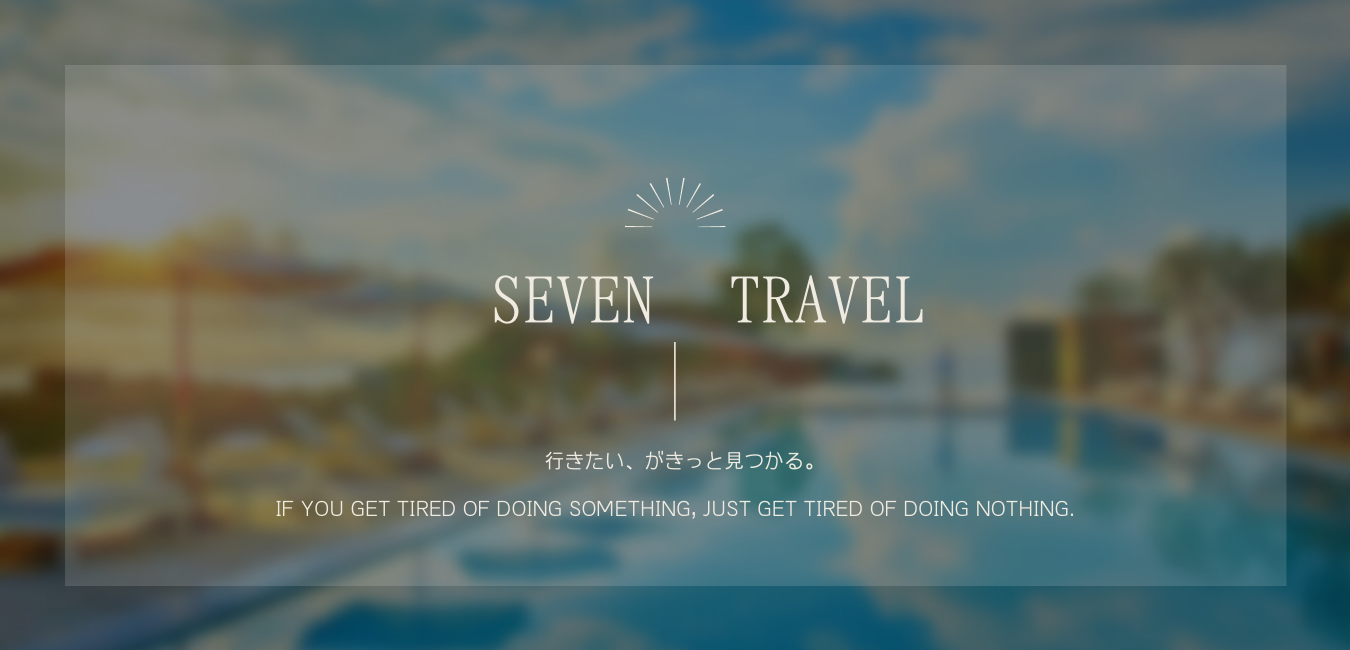 SEVEN TRAVEL
行きたい、がきっと見つかる。
IF YOU GET TIRED OF DOING SOMETHING, JUST GET TIRED OF DOING NOTHING.